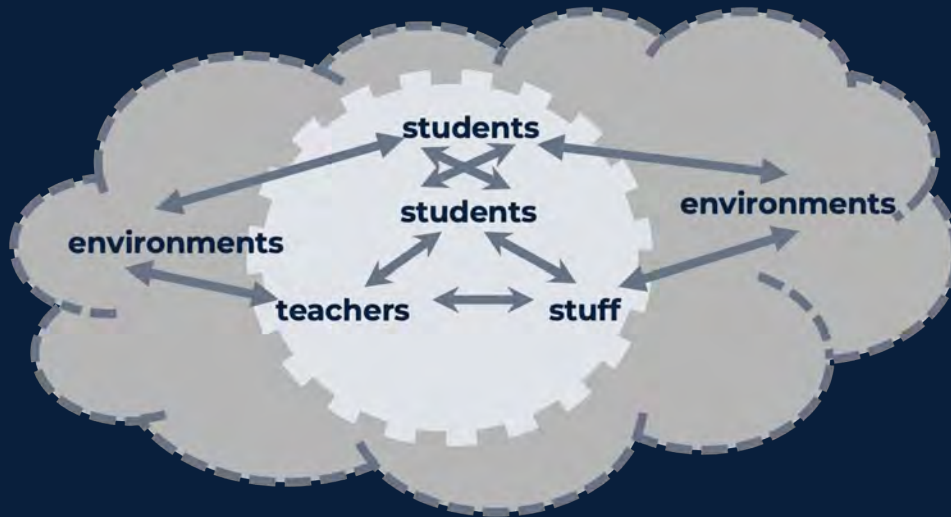 students
students
environments
environments
teachers
stuff